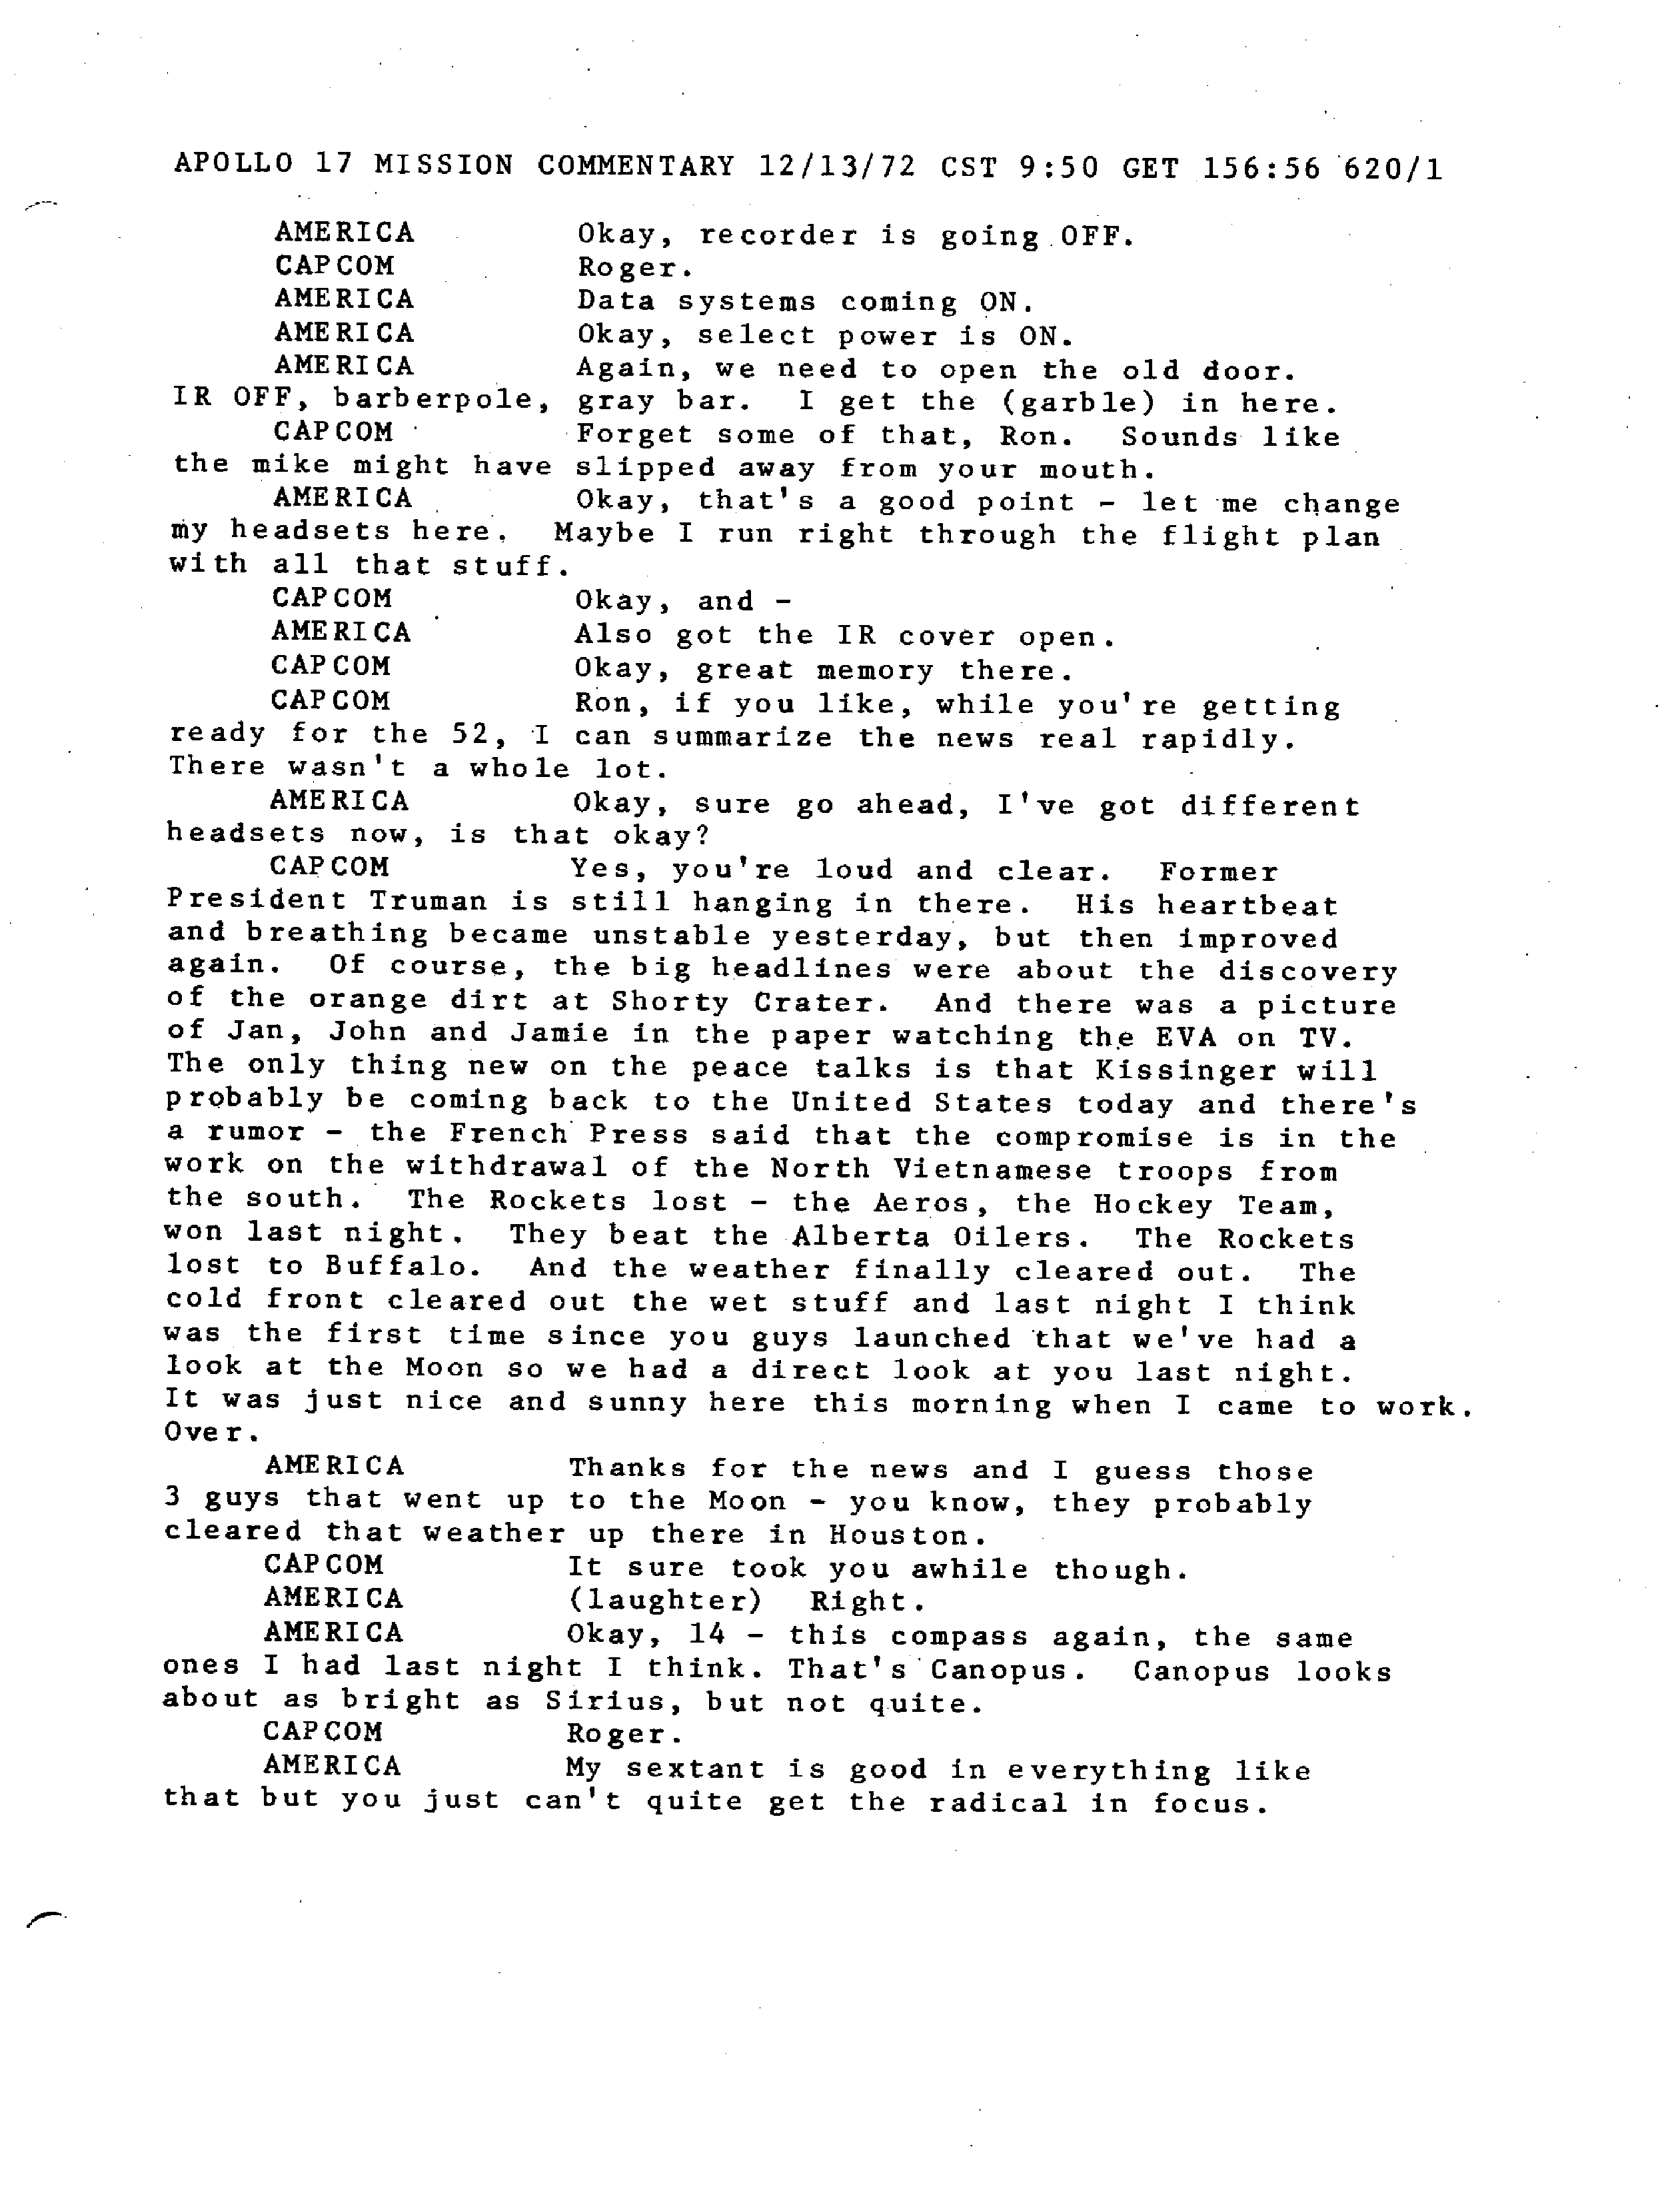 APOLLO 17 MISSION COMMENTARY 12/13/72 CST 9:50 GET 156:56 620/1
AMERICA Okay, recorder is going OFF.
CAPCOM Roger.
AMERICA Data systems coming ON.
AMERICA Okay, select power is ON.
AMERICA Again, we need to open the old door.
IR OFF, barberpole, gray bar. I get the (garble) in here.
CAPCOM Forget some of that, Ron. Sounds like
the mike might have slipped away from your mouth.
AMERICA Okay, that's a good point - let me change
my headsets here. Maybe I run right through the flight plan
with all that stuff.
CAPCOM Okay, and -
AMERICA Also got the IR cover open.
CAPCOM Okay, great memory there.
CAPCOM Ron, if you like, while you're getting
ready for the 52, I can summarize the news real rapidly.
There wasn't a whole lot.
AMERICA Okay, sure go ahead, I've got different
headsets now, is that okay?
CAPCOM Yes, you're loud and clear. Former
President Truman is still hanging in there. His heartbeat
and breathing became unstable yesterday, but then improved
again. Of course, the big headlines were about the discovery
of the orange dirt at Shorty Crater. And there was a picture
of Jan, John and Jamie in the paper watching the EVA on TV.
The only thing new on the peace talks is that Kissinger will
probably be coming back to the United States today and there's
a rumor - the French Press said that the compromise is in the
work on the withdrawal of the North Vietnamese troops from
the south. The Rockets lost - the Aeros, the Hockey Team,
won last night. They beat the Alberta Oilers. The Rockets
lost to Buffalo. And the weather finally cleared out. The
cold front cleared out the wet stuff and last night I think
was the first time since you guys launched that we've had a
look at the Moon so we had a direct look at you last night.
It was just nice and sunny here this morning when I came to work.
Over.
AMERICA Thanks for the news and I guess those
3 guys that went up to the Moon - you know, they probably
cleared that weather up there in Houston.
CAPCOM It sure took you awhile though.
AMERICA (laughter) Right.
AMERICA Okay, 14 - this compass again, the same
ones I had last night I think. That's Canopus. Canopus looks
about as bright as Sirius, but not quite.
CAPCOM Roger.
AMERICA My sextant is good in everything like
that but you just can't quite get the radical in focus.